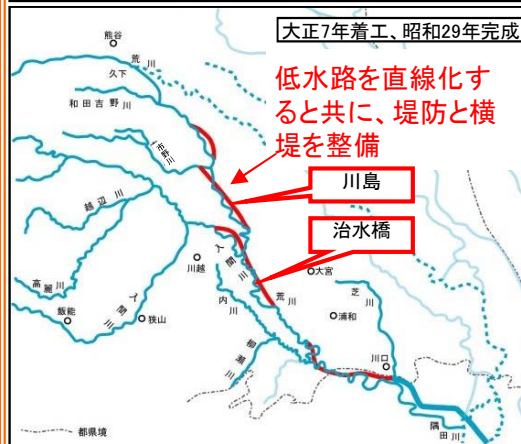 大正7年着工、昭和29年完成
低水路を直線化す
ると共に、堤防と横
堤を整備
川島
治水橋
熊谷
荒川
久下
和田吉野川
市野川
越辺川
高麗川
飯能
入間川
狭山
川越
入間川
内川
柳瀬川
荒川
大宮
芝川
浦和
川口
隅田川
都県境